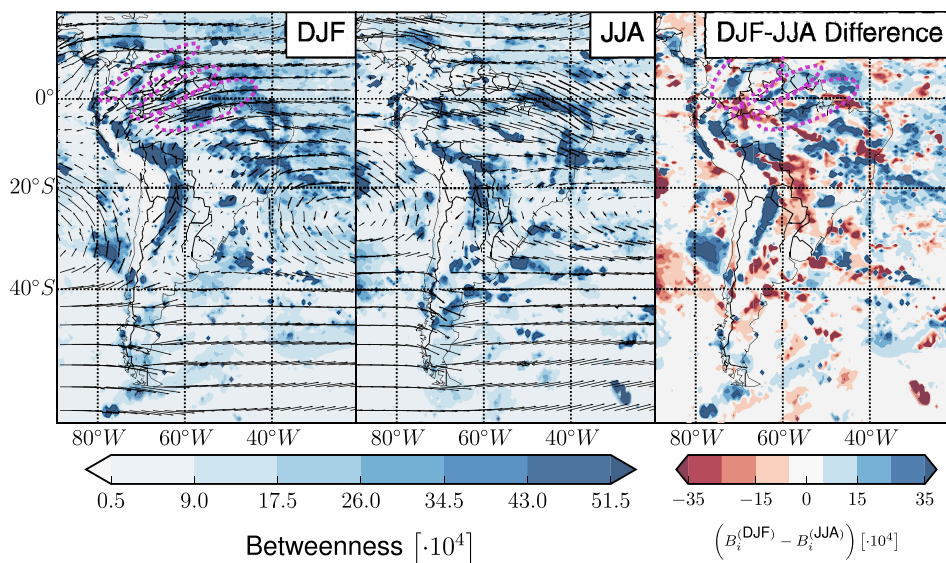 DJF
JJA
DJF-JJA Difference
0°
20°S
40°S
80°W 60°W 40°W
80°W 60°W 40°W
80°W 60°W 40°W
0.5 9.0 17.5 26.0 34.5 43.0 51.5
−35 −15 0 15 35
Betweenness [·10⁴]
(Bᵢ^(DJF) − Bᵢ^(JJA)) [·10⁴]